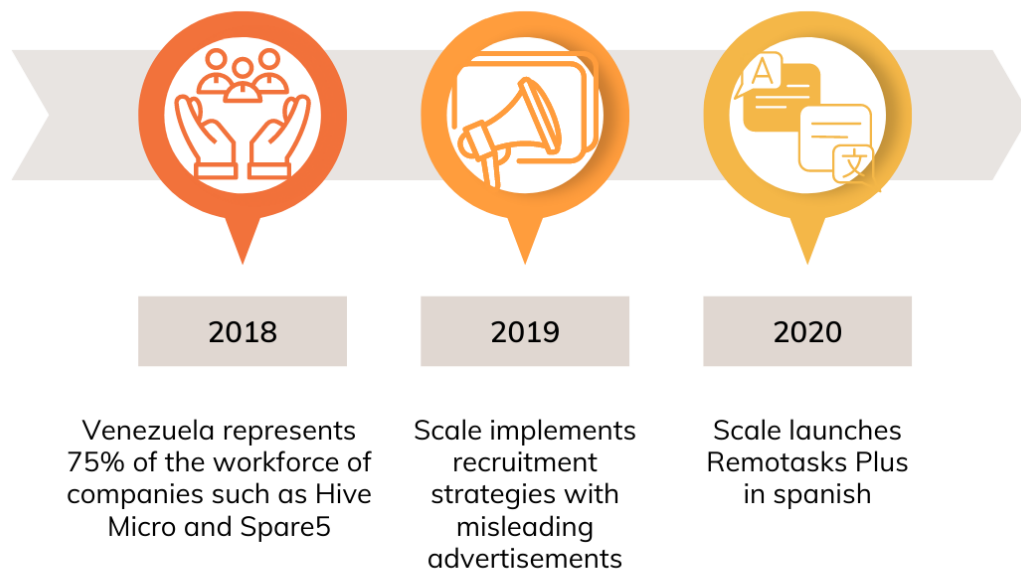 A
文
2018
2019
2020
Venezuela represents
75% of the workforce of
companies such as Hive
Micro and Spare5
Scale implements
recruitment
strategies with
misleading
advertisements
Scale launches
Remotasks Plus
in spanish